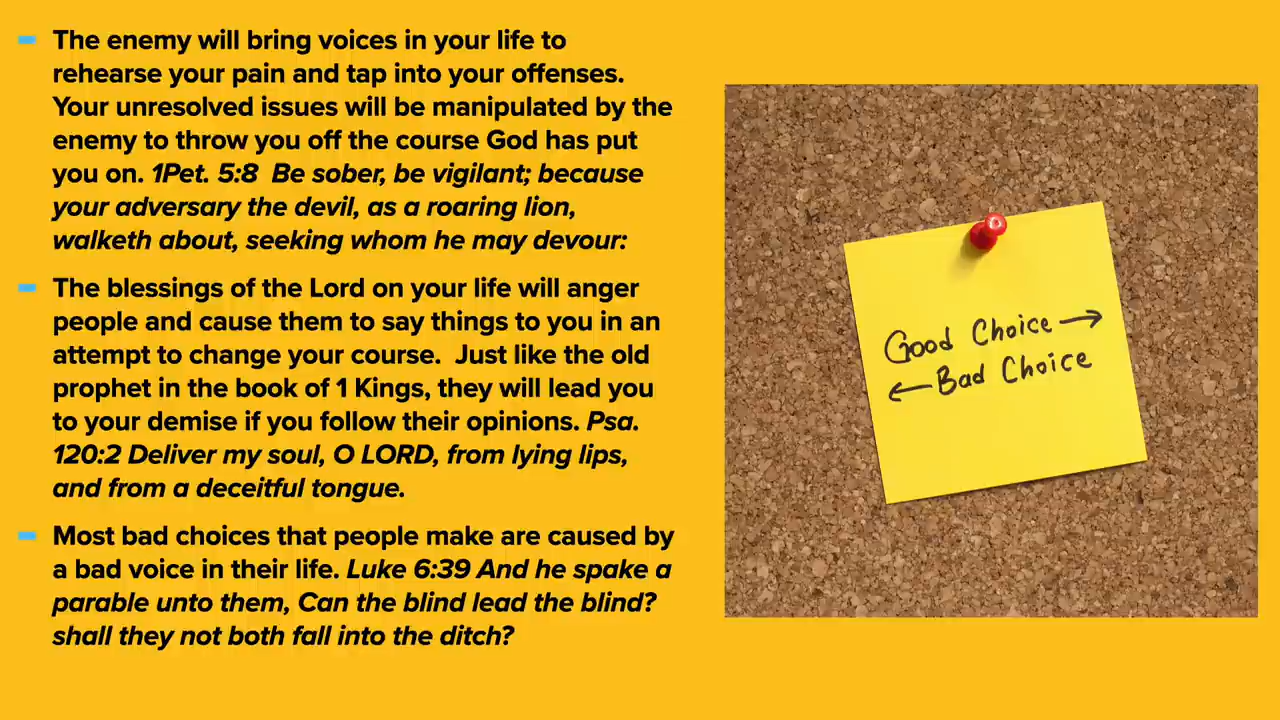 The enemy will bring voices in your life to
rehearse your pain and tap into your offenses.
Your unresolved issues will be manipulated by the
enemy to throw you off the course God has put
you on. 1Pet. 5:8  Be sober, be vigilant; because
your adversary the devil, as a roaring lion,
walketh about, seeking whom he may devour:
The blessings of the Lord on your life will anger
people and cause them to say things to you in an
attempt to change your course.  Just like the old
prophet in the book of 1 Kings, they will lead you
to your demise if you follow their opinions. Psa.
120:2 Deliver my soul, O LORD, from lying lips,
and from a deceitful tongue.
Most bad choices that people make are caused by
a bad voice in their life. Luke 6:39 And he spake a
parable unto them, Can the blind lead the blind?
shall they not both fall into the ditch?
Good Choice →
← Bad Choice